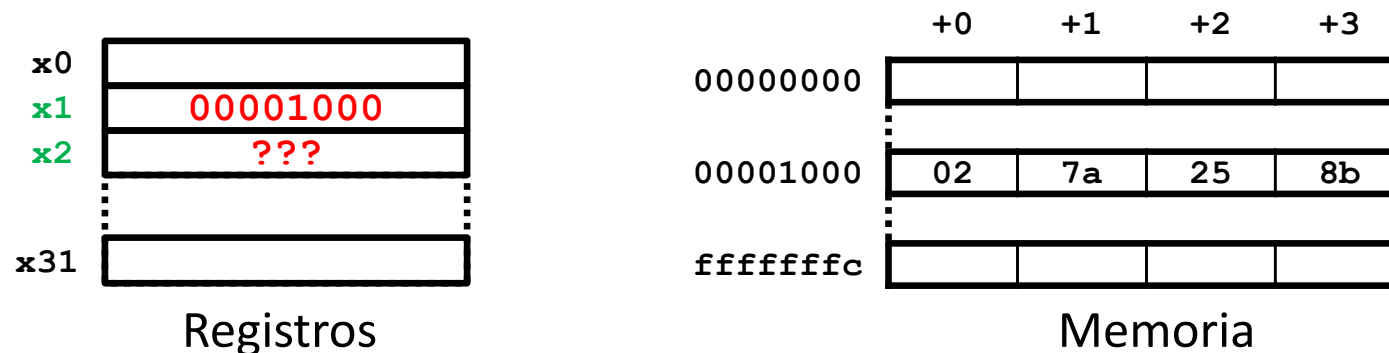 x0
x1 00001000
x2 ???
x31
Registros
+0 +1 +2 +3
00000000
00001000 02 7a 25 8b
fffffffc
Memoria